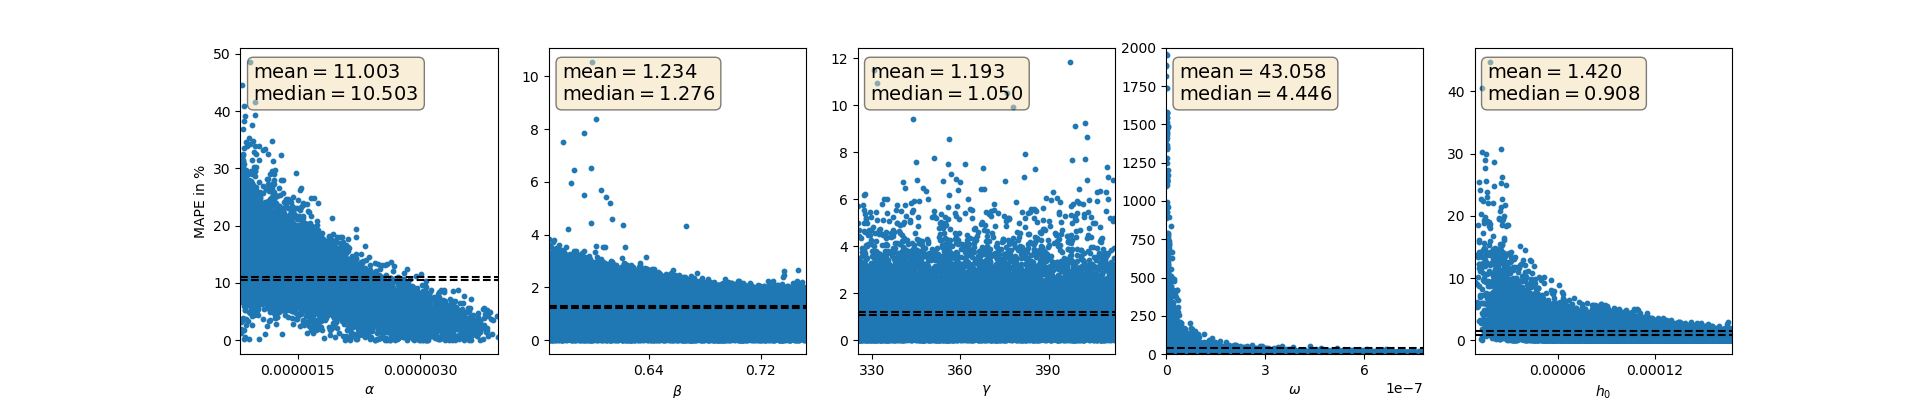 MAPE in %
50
40
30
20
10
0
mean = 11.003
median = 10.503
0.0000015
0.0000030
α
10
8
6
4
2
0
mean = 1.234
median = 1.276
0.64
0.72
β
12
10
8
6
4
2
0
mean = 1.193
median = 1.050
330
360
390
γ
2000
1750
1500
1250
1000
750
500
250
0
mean = 43.058
median = 4.446
0
3
6
1e−7
ω
40
30
20
10
0
mean = 1.420
median = 0.908
0.00006
0.00012
h₀